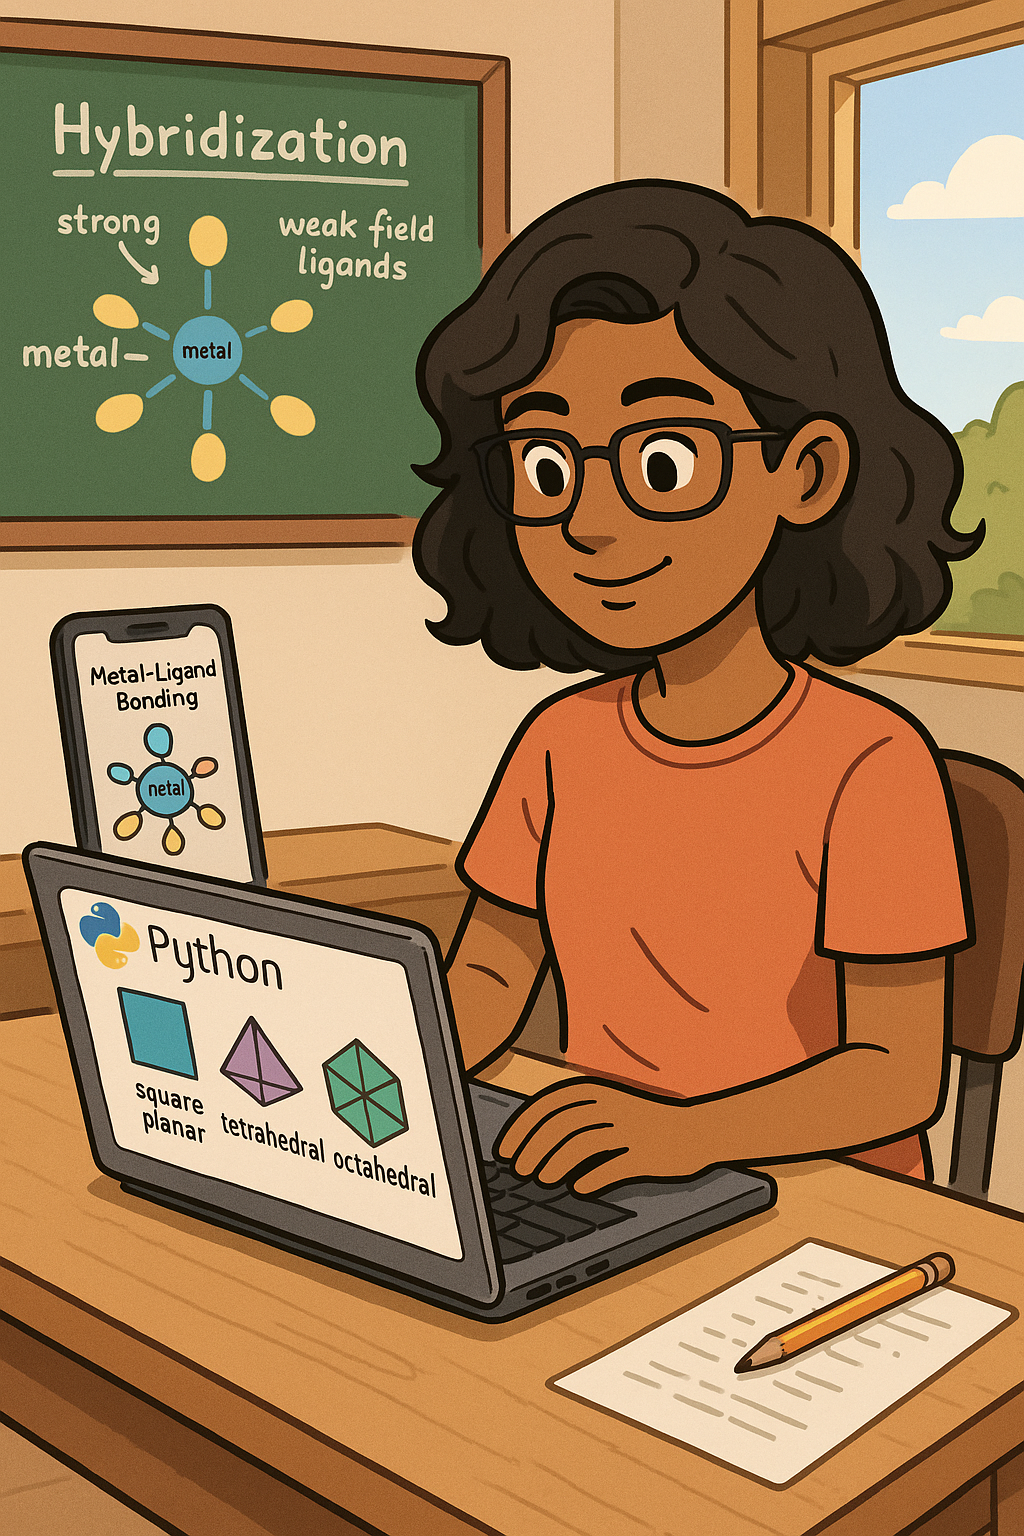 Hybridization
strong
weak field
ligands
metal
metal
Metal-Ligand
Bonding
netal
Python
square
planar
tetrahedral
octahedral